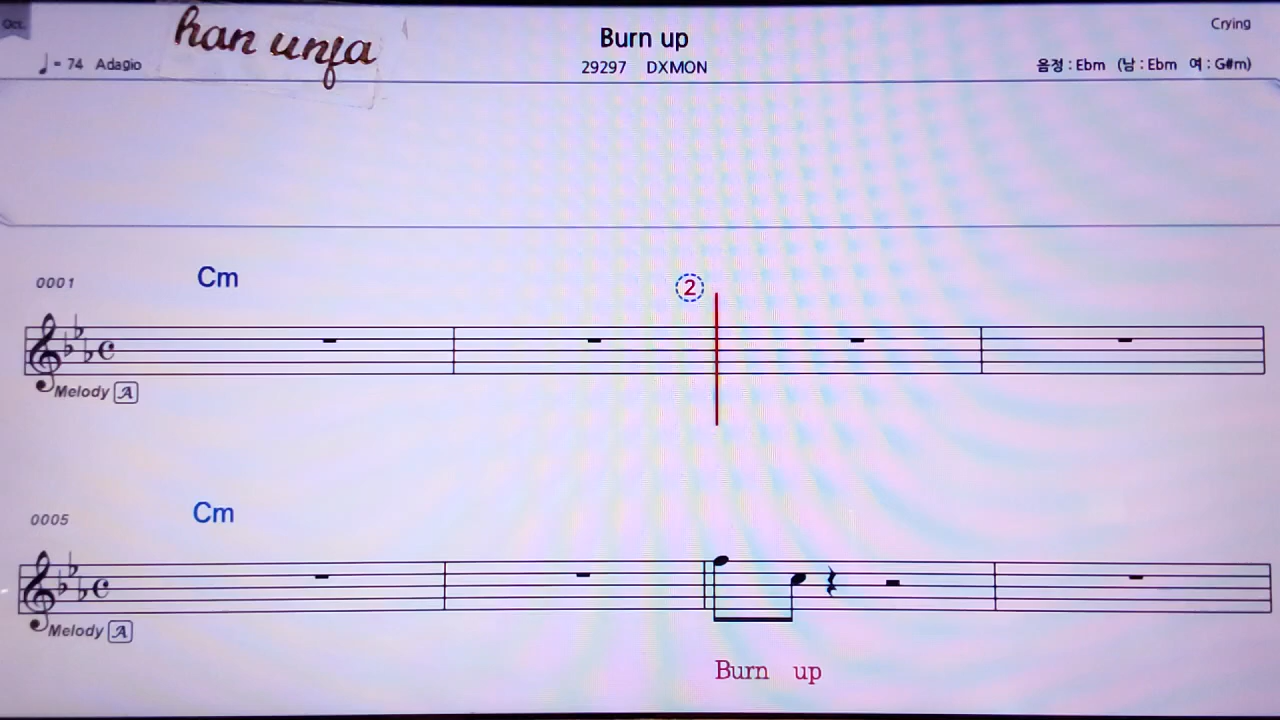 Oct.
han unfa
Burn up
Crying
♩= 74 Adagio
29297 DXMON
음정 : Ebm (남 : Ebm 여 : G#m)
0001
Cm
2
Melody A
0005
Cm
Melody A
Burn up